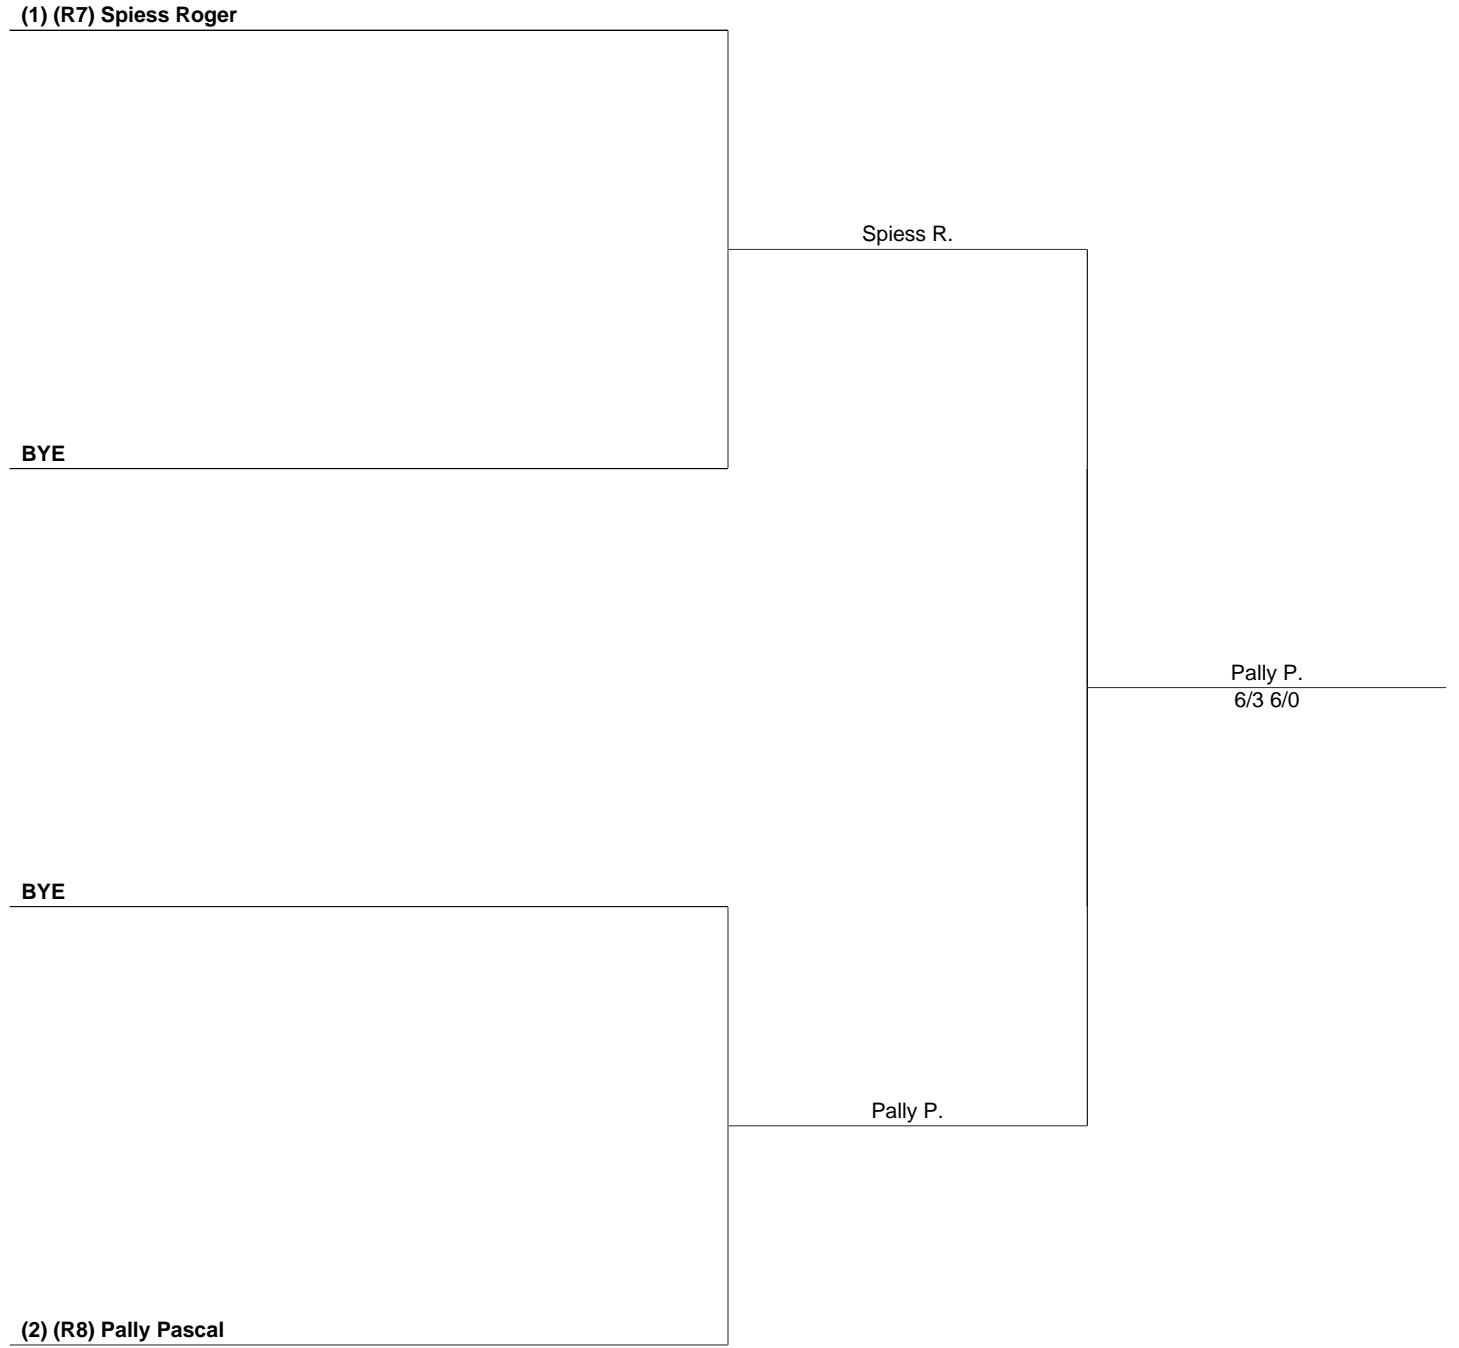 (1) (R7) Spiess Roger
Spiess R.
BYE
Pally P.
6/3 6/0
BYE
Pally P.
(2) (R8) Pally Pascal